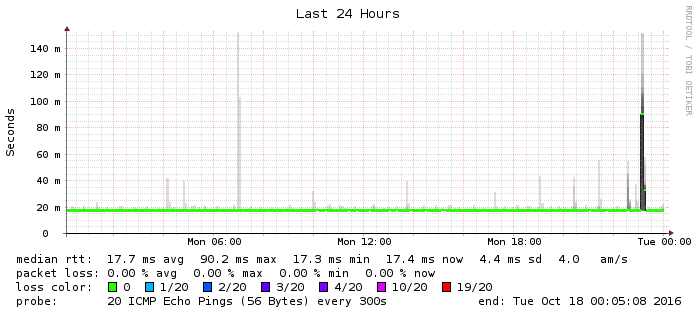 Last 24 Hours
RRDTOOL / TOBI OETIKER
Seconds
140 m
120 m
100 m
80 m
60 m
40 m
20 m
0
Mon 06:00 Mon 12:00 Mon 18:00 Tue 00:00
median rtt: 17.7 ms avg 90.2 ms max 17.3 ms min 17.4 ms now 4.4 ms sd 4.0 am/s
packet loss: 0.00 % avg 0.00 % max 0.00 % min 0.00 % now
loss color: 0 1/20 2/20 3/20 4/20 10/20 19/20
probe: 20 ICMP Echo Pings (56 Bytes) every 300s end: Tue Oct 18 00:05:08 2016